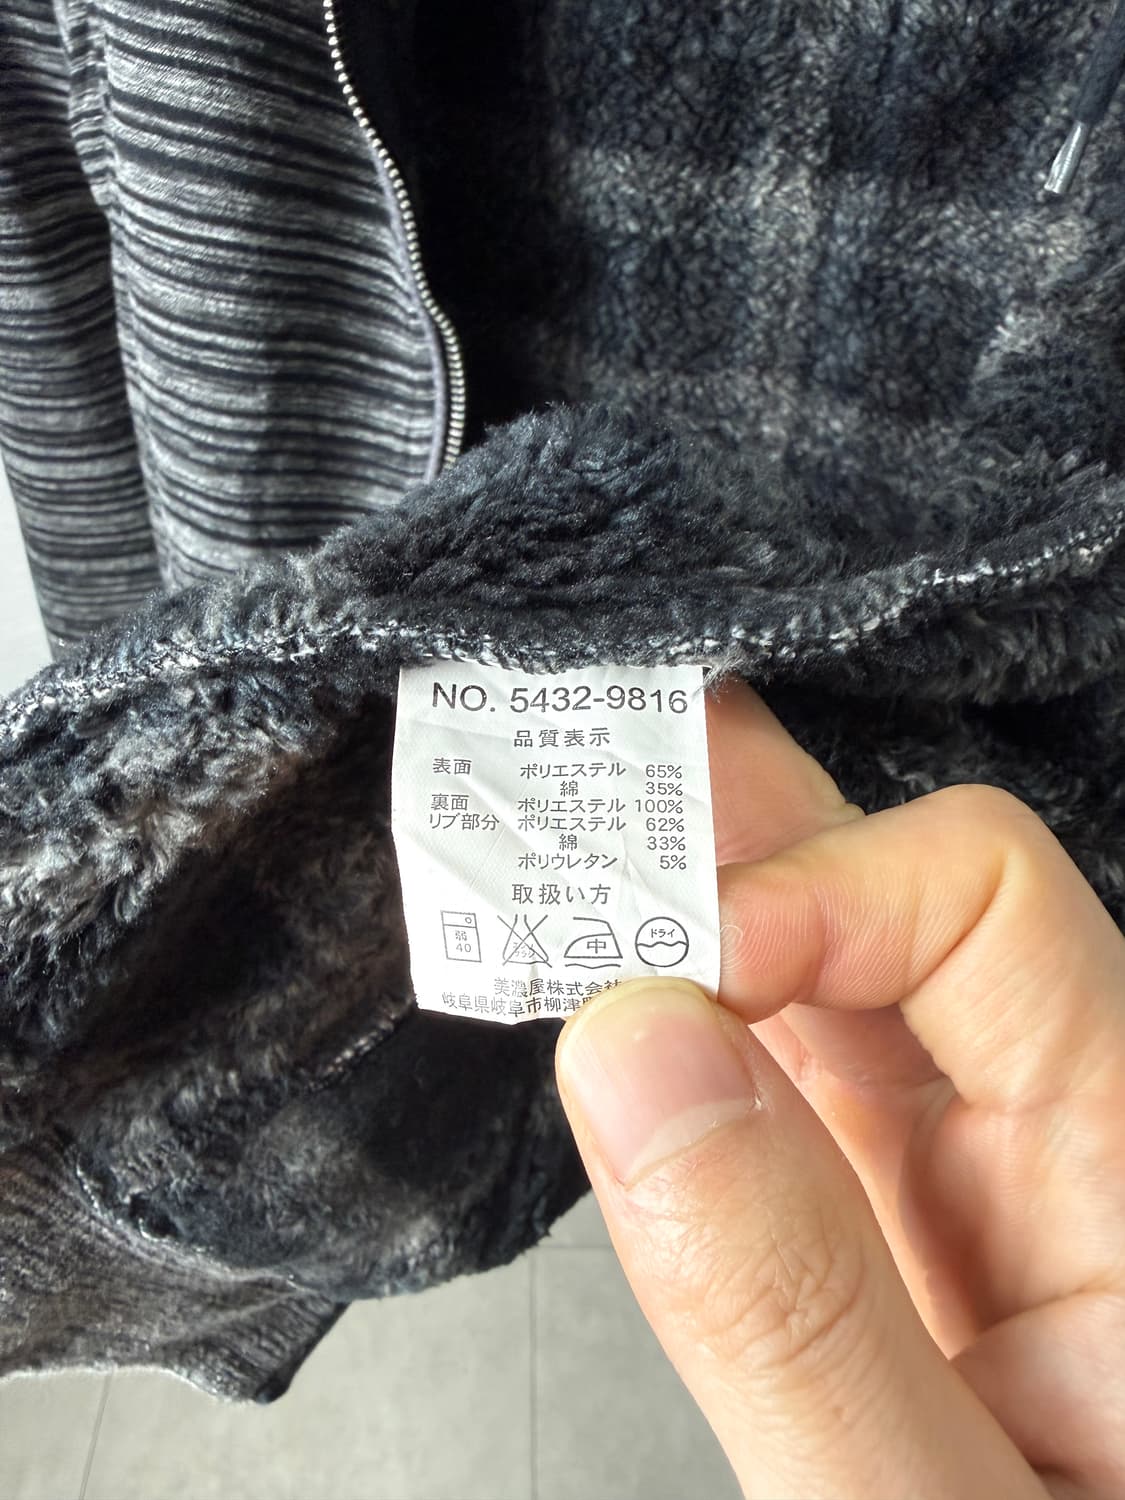 NO. 5432-9816
品質表示
表面 ポリエステル 65%
綿 35%
裏面 ポリエステル 100%
リブ部分 ポリエステル 62%
綿 33%
ポリウレタン 5%
取扱い方
弱 40 中 ドライ
美濃屋株式会社
岐阜県岐阜市柳津町